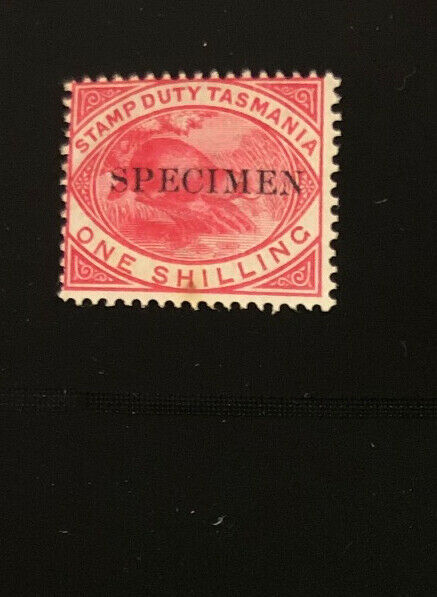 STAMP DUTY TASMANIA
SPECIMEN
ONE SHILLING